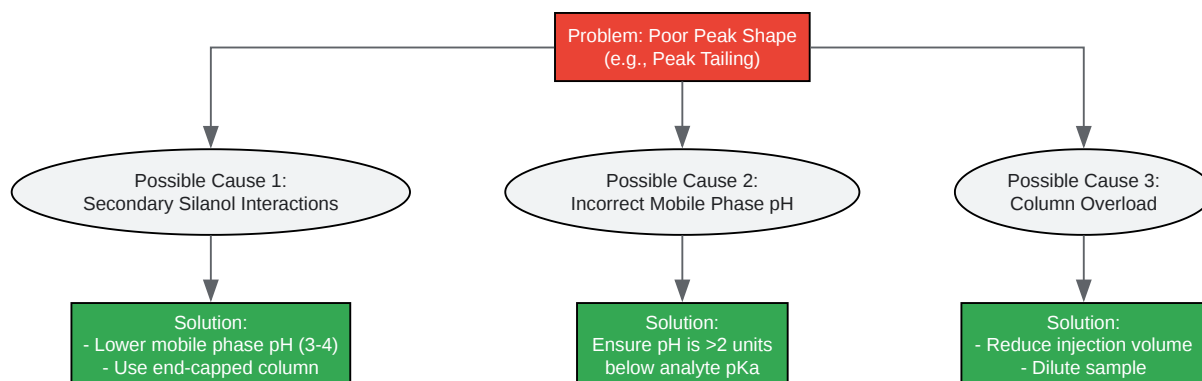 Problem: Poor Peak Shape
(e.g., Peak Tailing)
Possible Cause 1:
Secondary Silanol Interactions
Possible Cause 2:
Incorrect Mobile Phase pH
Possible Cause 3:
Column Overload
Solution:
- Lower mobile phase pH (3-4)
- Use end-capped column
Solution:
Ensure pH is >2 units
below analyte pKa
Solution:
- Reduce injection volume
- Dilute sample